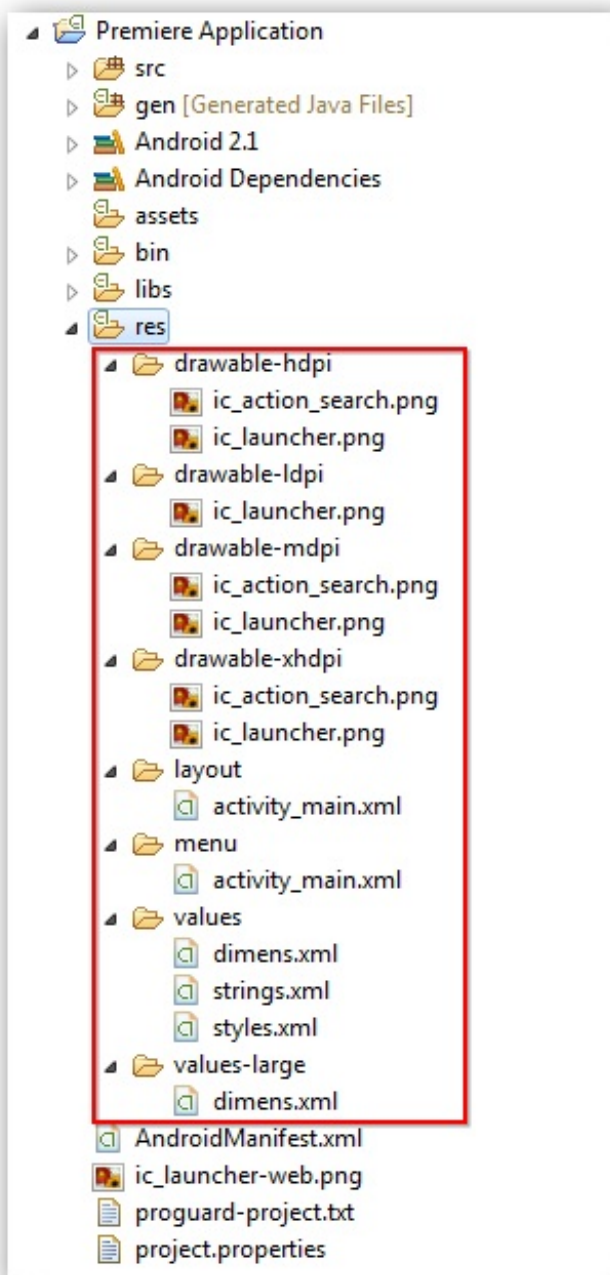 Premiere Application
src
gen [Generated Java Files]
Android 2.1
Android Dependencies
assets
bin
libs
res
drawable-hdpi
ic_action_search.png
ic_launcher.png
drawable-ldpi
ic_launcher.png
drawable-mdpi
ic_action_search.png
ic_launcher.png
drawable-xhdpi
ic_action_search.png
ic_launcher.png
layout
activity_main.xml
menu
activity_main.xml
values
dimens.xml
strings.xml
styles.xml
values-large
dimens.xml
AndroidManifest.xml
ic_launcher-web.png
proguard-project.txt
project.properties